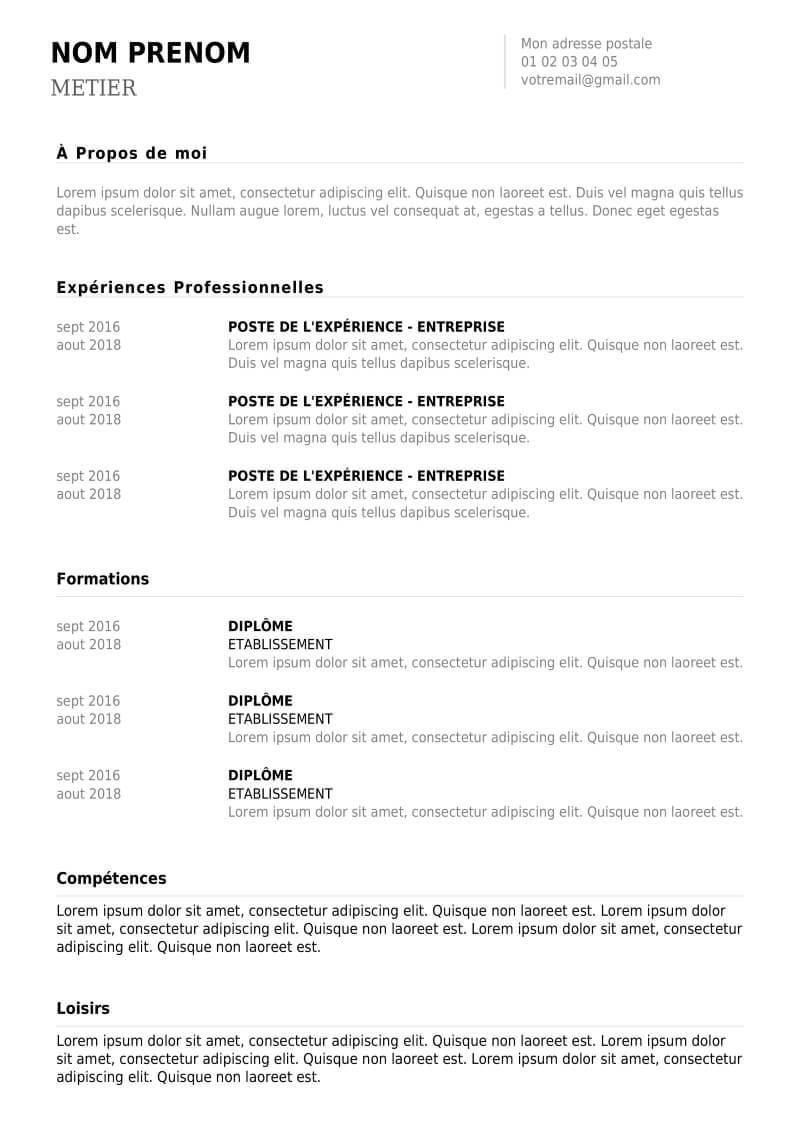 NOM PRENOM
METIER
Mon adresse postale
01 02 03 04 05
votremail@gmail.com
À Propos de moi
Lorem ipsum dolor sit amet, consectetur adipiscing elit. Quisque non laoreet est. Duis vel magna quis tellus
dapibus scelerisque. Nullam augue lorem, luctus vel consequat at, egestas a tellus. Donec eget egestas
est.
Expériences Professionnelles
sept 2016
aout 2018
POSTE DE L'EXPÉRIENCE - ENTREPRISE
Lorem ipsum dolor sit amet, consectetur adipiscing elit. Quisque non laoreet est.
Duis vel magna quis tellus dapibus scelerisque.
sept 2016
aout 2018
POSTE DE L'EXPÉRIENCE - ENTREPRISE
Lorem ipsum dolor sit amet, consectetur adipiscing elit. Quisque non laoreet est.
Duis vel magna quis tellus dapibus scelerisque.
sept 2016
aout 2018
POSTE DE L'EXPÉRIENCE - ENTREPRISE
Lorem ipsum dolor sit amet, consectetur adipiscing elit. Quisque non laoreet est.
Duis vel magna quis tellus dapibus scelerisque.
Formations
sept 2016
aout 2018
DIPLÔME
ETABLISSEMENT
Lorem ipsum dolor sit amet, consectetur adipiscing elit. Quisque non laoreet est.
sept 2016
aout 2018
DIPLÔME
ETABLISSEMENT
Lorem ipsum dolor sit amet, consectetur adipiscing elit. Quisque non laoreet est.
sept 2016
aout 2018
DIPLÔME
ETABLISSEMENT
Lorem ipsum dolor sit amet, consectetur adipiscing elit. Quisque non laoreet est.
Compétences
Lorem ipsum dolor sit amet, consectetur adipiscing elit. Quisque non laoreet est. Lorem ipsum dolor
sit amet, consectetur adipiscing elit. Quisque non laoreet est. Lorem ipsum dolor sit amet, consectetur
adipiscing elit. Quisque non laoreet est.
Loisirs
Lorem ipsum dolor sit amet, consectetur adipiscing elit. Quisque non laoreet est. Lorem ipsum dolor
sit amet, consectetur adipiscing elit. Quisque non laoreet est. Lorem ipsum dolor sit amet, consectetur
adipiscing elit. Quisque non laoreet est.